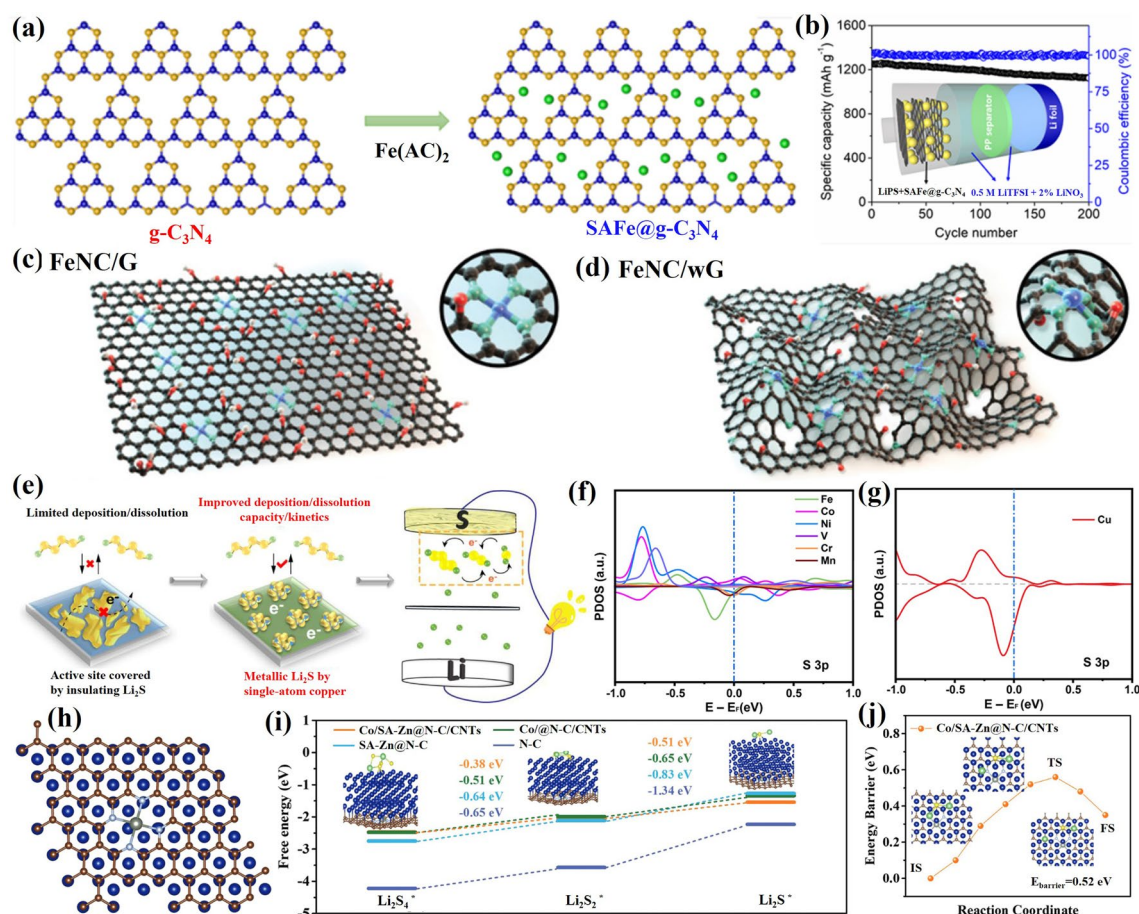 (a)
g-C3N4
Fe(AC)2
SAFe@g-C3N4
(b)
1600
1200
800
400
0
Specific capacity (mAh g-1)
100
75
50
25
0
Coulombic efficiency (%)
PP separator
Li foil
LiPS+SAFe@g-C3N4
0.5 M LiTFSI + 2% LiNO3
0 50 100 150 200
Cycle number
(c) FeNC/G
(d) FeNC/wG
(e)
Limited deposition/dissolution
Improved deposition/dissolution
capacity/kinetics
e-
e- e-
Active site covered
by insulating Li2S
Metallic Li2S by
single-atom copper
S
e-
e-
Li
(f)
PDOS (a.u.)
Fe
Co
Ni
V
Cr
Mn
S 3p
-1.0 -0.5 0.0 0.5 1.0
E – EF(eV)
(g)
PDOS (a.u.)
Cu
S 3p
-1.0 -0.5 0.0 0.5 1.0
E – EF(eV)
(h)
(i)
Free energy (eV)
0
-1
-2
-3
-4
-5
Co/SA-Zn@N-C/CNTs
Co/@N-C/CNTs
SA-Zn@N-C
N-C
-0.38 eV
-0.51 eV
-0.64 eV
-0.65 eV
-0.51 eV
-0.65 eV
-0.83 eV
-1.34 eV
Li2S4*
Li2S2*
Li2S*
(j)
Energy Barrier (eV)
0.8
0.6
0.4
0.2
0.0
Co/SA-Zn@N-C/CNTs
TS
IS
FS
Ebarrier=0.52 eV
Reaction Coordinate